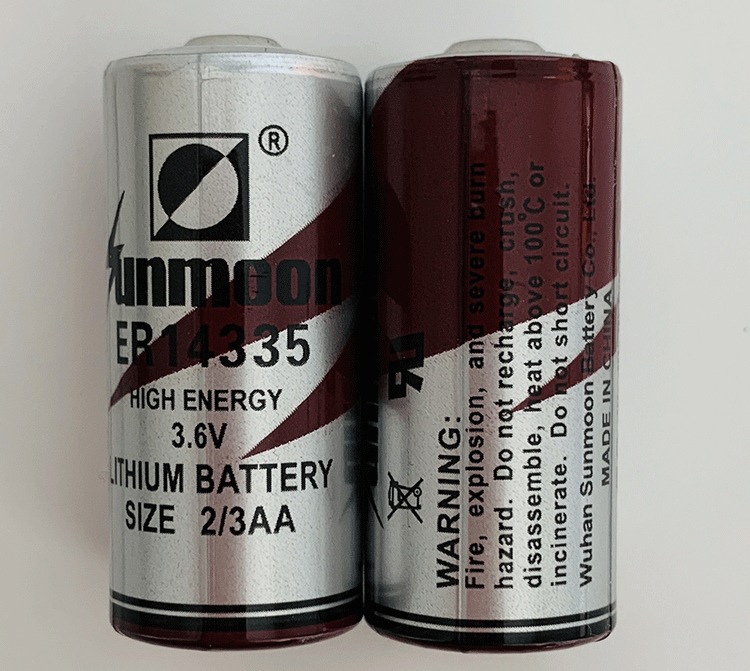 ®
Sunmoon
ER14335
HIGH ENERGY
3.6V
LITHIUM BATTERY
SIZE 2/3AA
WARNING:
Fire, explosion, and severe burn
hazard. Do not recharge, crush,
disassemble, heat above 100°C or
incinerate. Do not short circuit.
Wuhan Sunmoon Battery Co., Ltd.
MADE IN CHINA